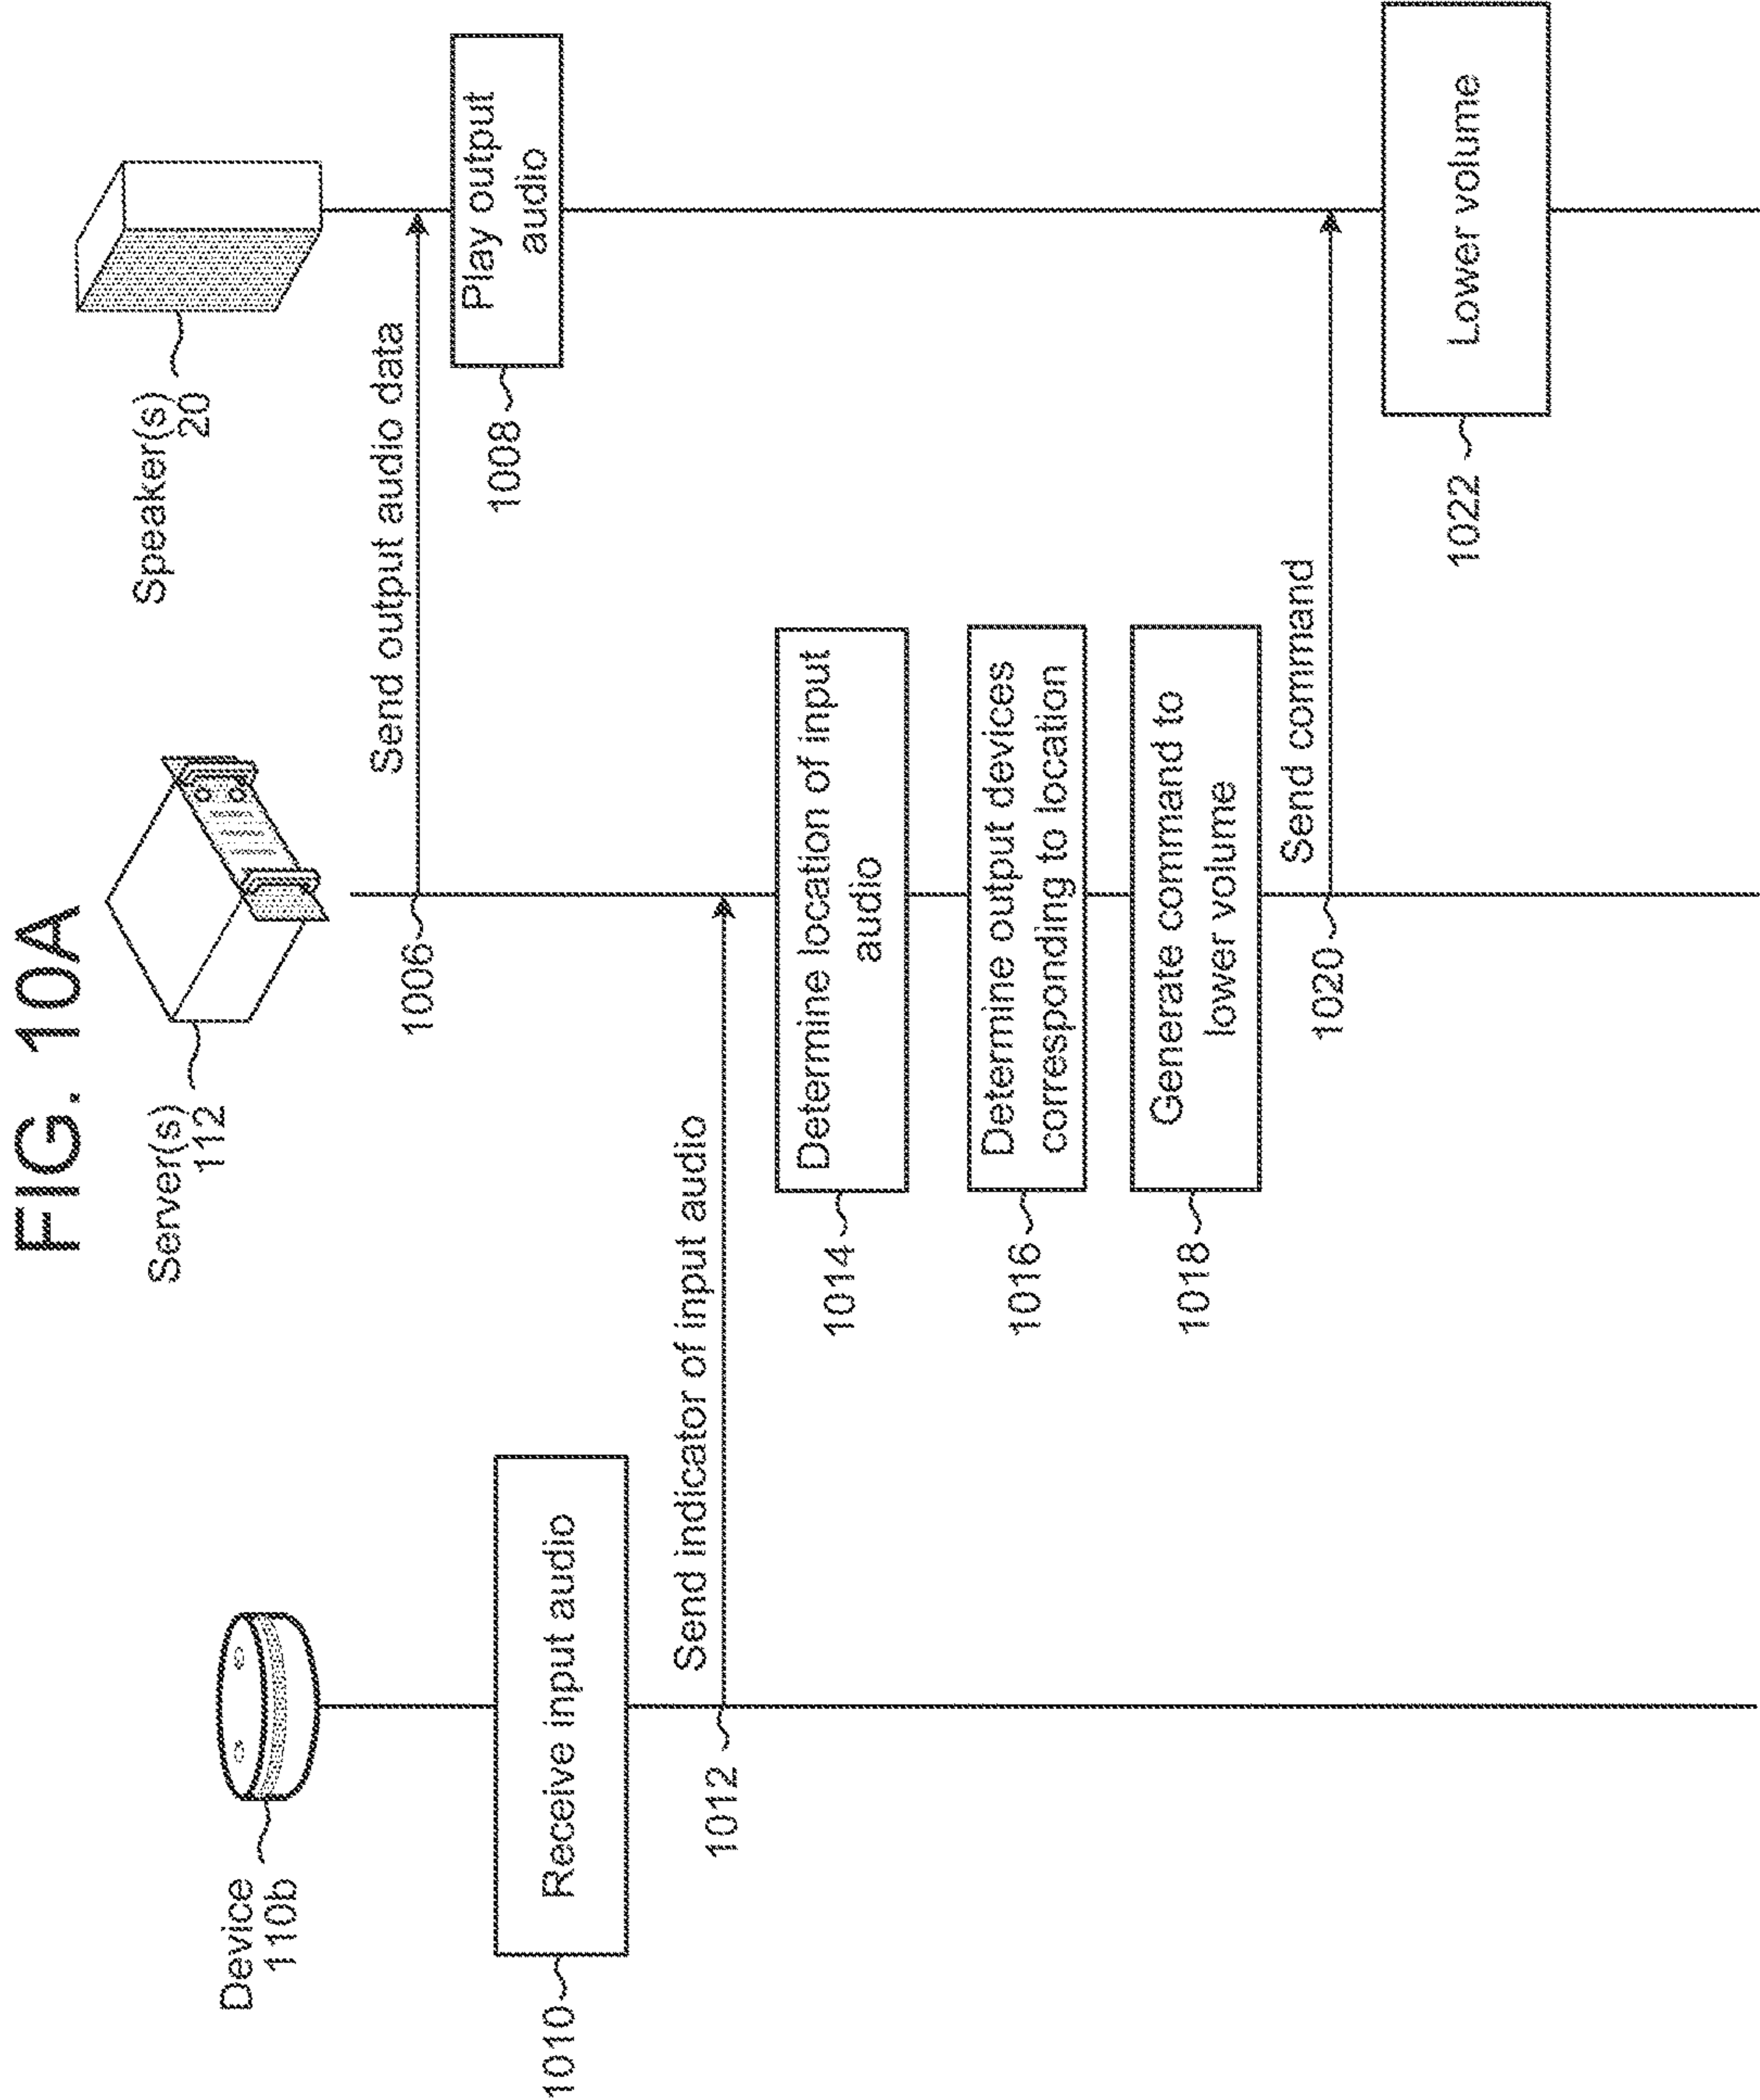 FIG. 10A
Device
110b
Server(s)
112
Speaker(s)
20
Send output audio data
1006
Play output
audio
1008
Receive input audio
1010
Send indicator of input audio
1012
Determine location of input
audio
1014
Determine output devices
corresponding to location
1016
Generate command to
lower volume
1018
Send command
1020
Lower volume
1022